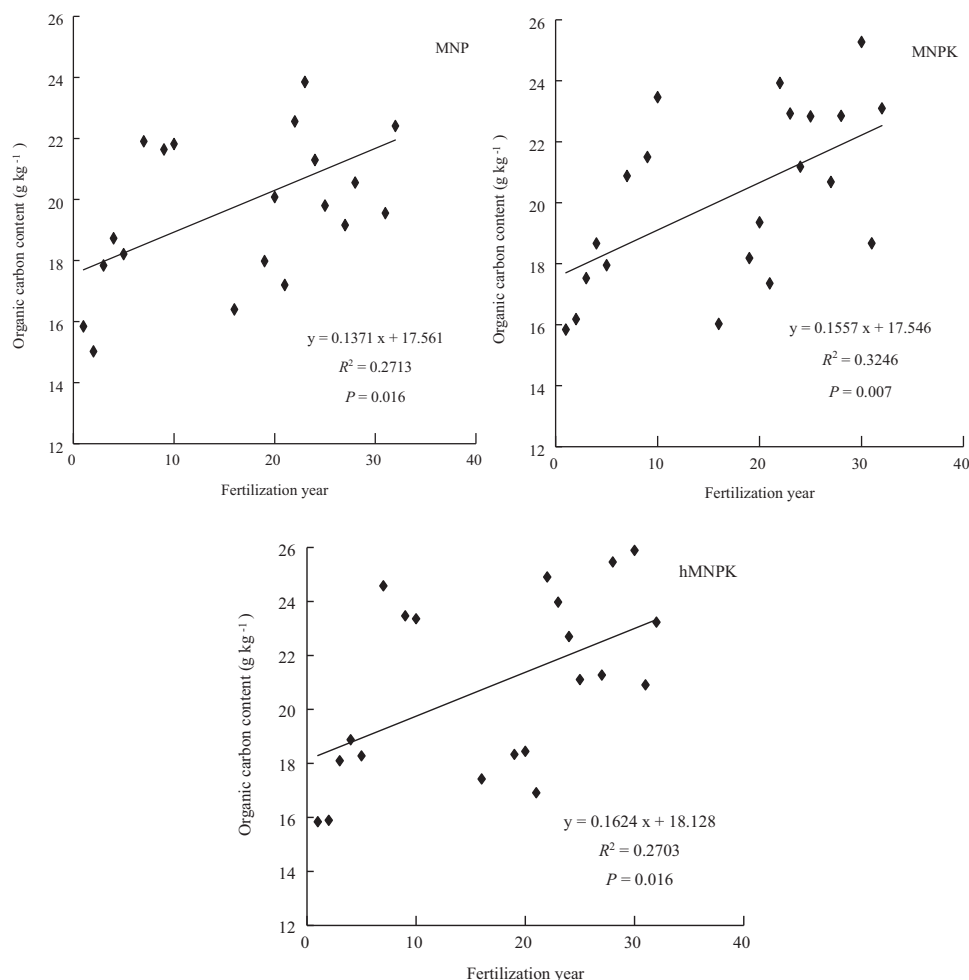 MNP
Organic carbon content (g kg⁻¹)
26
24
22
20
18
16
14
12
y = 0.1371 x + 17.561
R² = 0.2713
P = 0.016
0 10 20 30 40
Fertilization year
MNPK
Organic carbon content (g kg⁻¹)
26
24
22
20
18
16
14
12
y = 0.1557 x + 17.546
R² = 0.3246
P = 0.007
0 10 20 30 40
Fertilization year
hMNPK
Organic carbon content (g kg⁻¹)
26
24
22
20
18
16
14
12
y = 0.1624 x + 18.128
R² = 0.2703
P = 0.016
0 10 20 30 40
Fertilization year